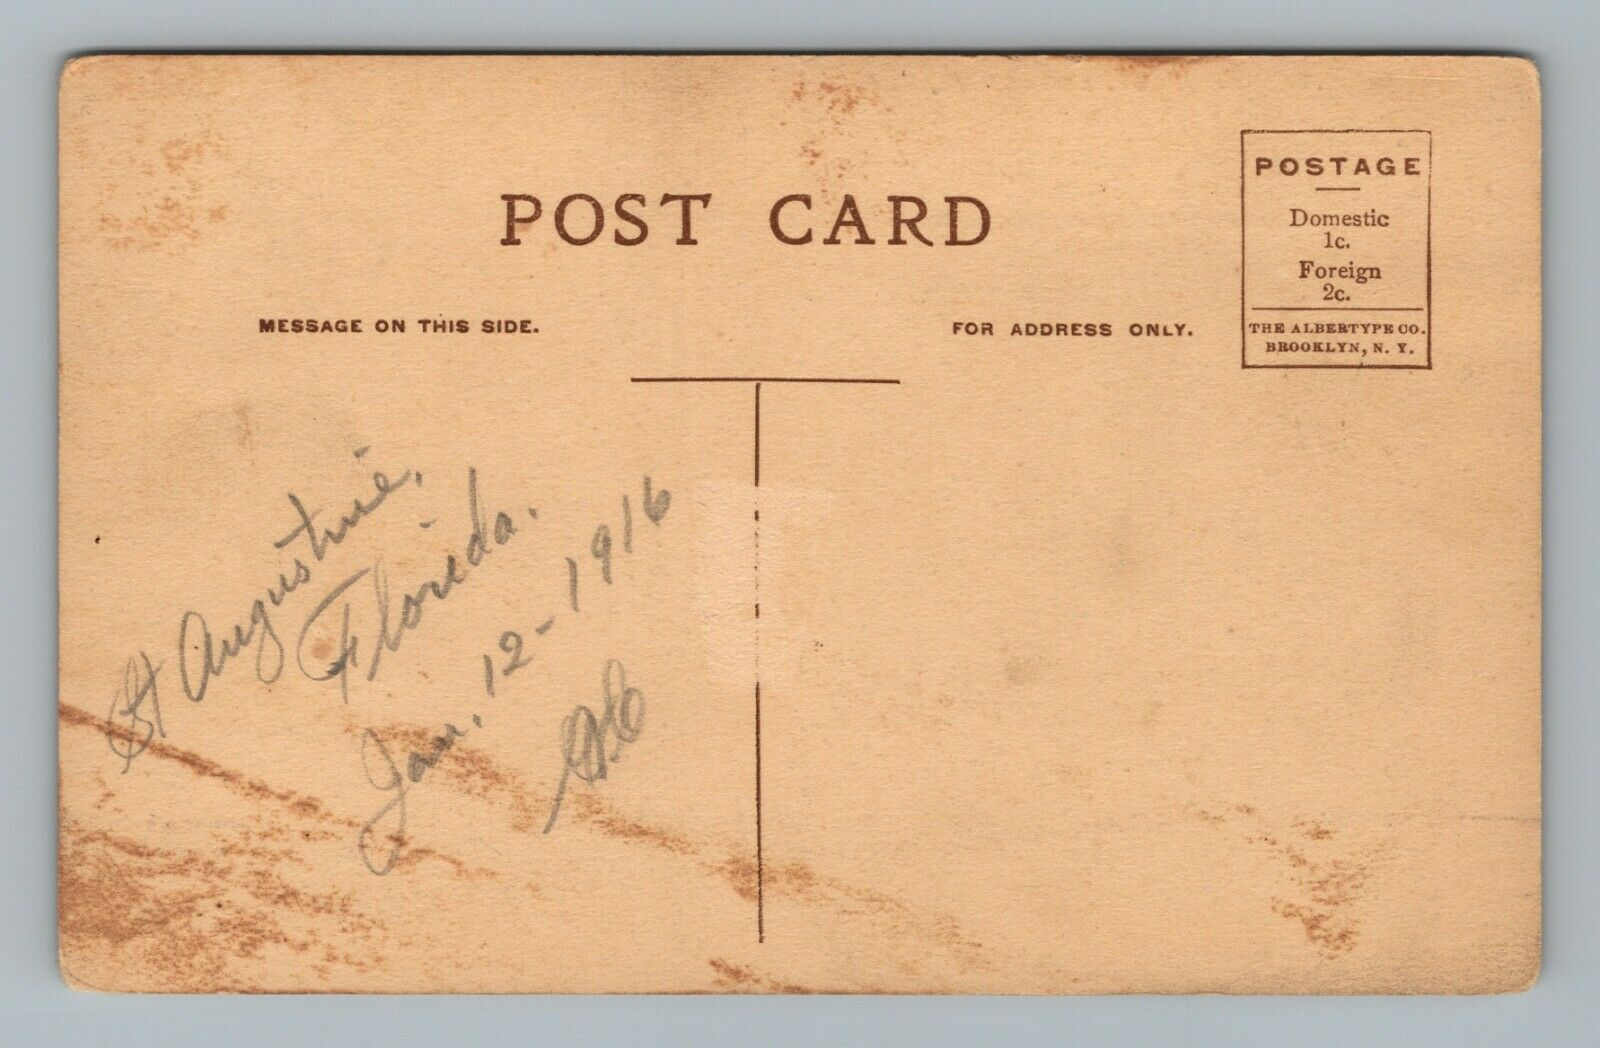 POST CARD
POSTAGE
Domestic
1c.
Foreign
2c.
THE ALBERTYPE CO.
BROOKLYN, N. Y.
MESSAGE ON THIS SIDE.
FOR ADDRESS ONLY.
St Augustine,
Florida.
Jan. 12-1916